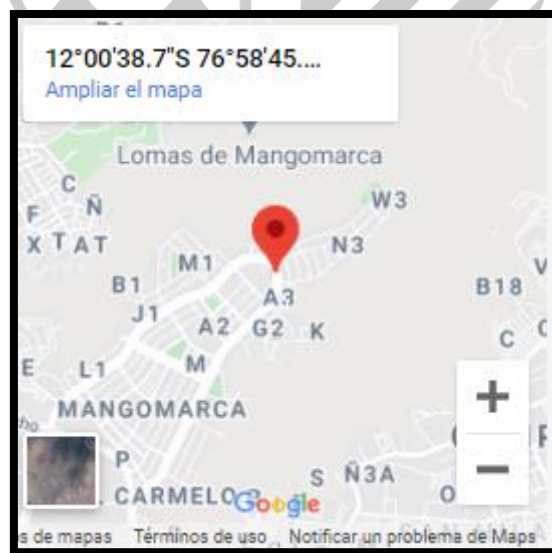 12°00'38.7"S 76°58'45....
Ampliar el mapa
Lomas de Mangomarca
C
F Ñ
W3
X T A T
N3
M1
B1
B18
A3
J1
A2 G2 K
C
E L1 M
MANGOMARCA
P
S Ñ3A
CARMELO
O
Google
s de mapas Términos de uso Notificar un problema de Maps